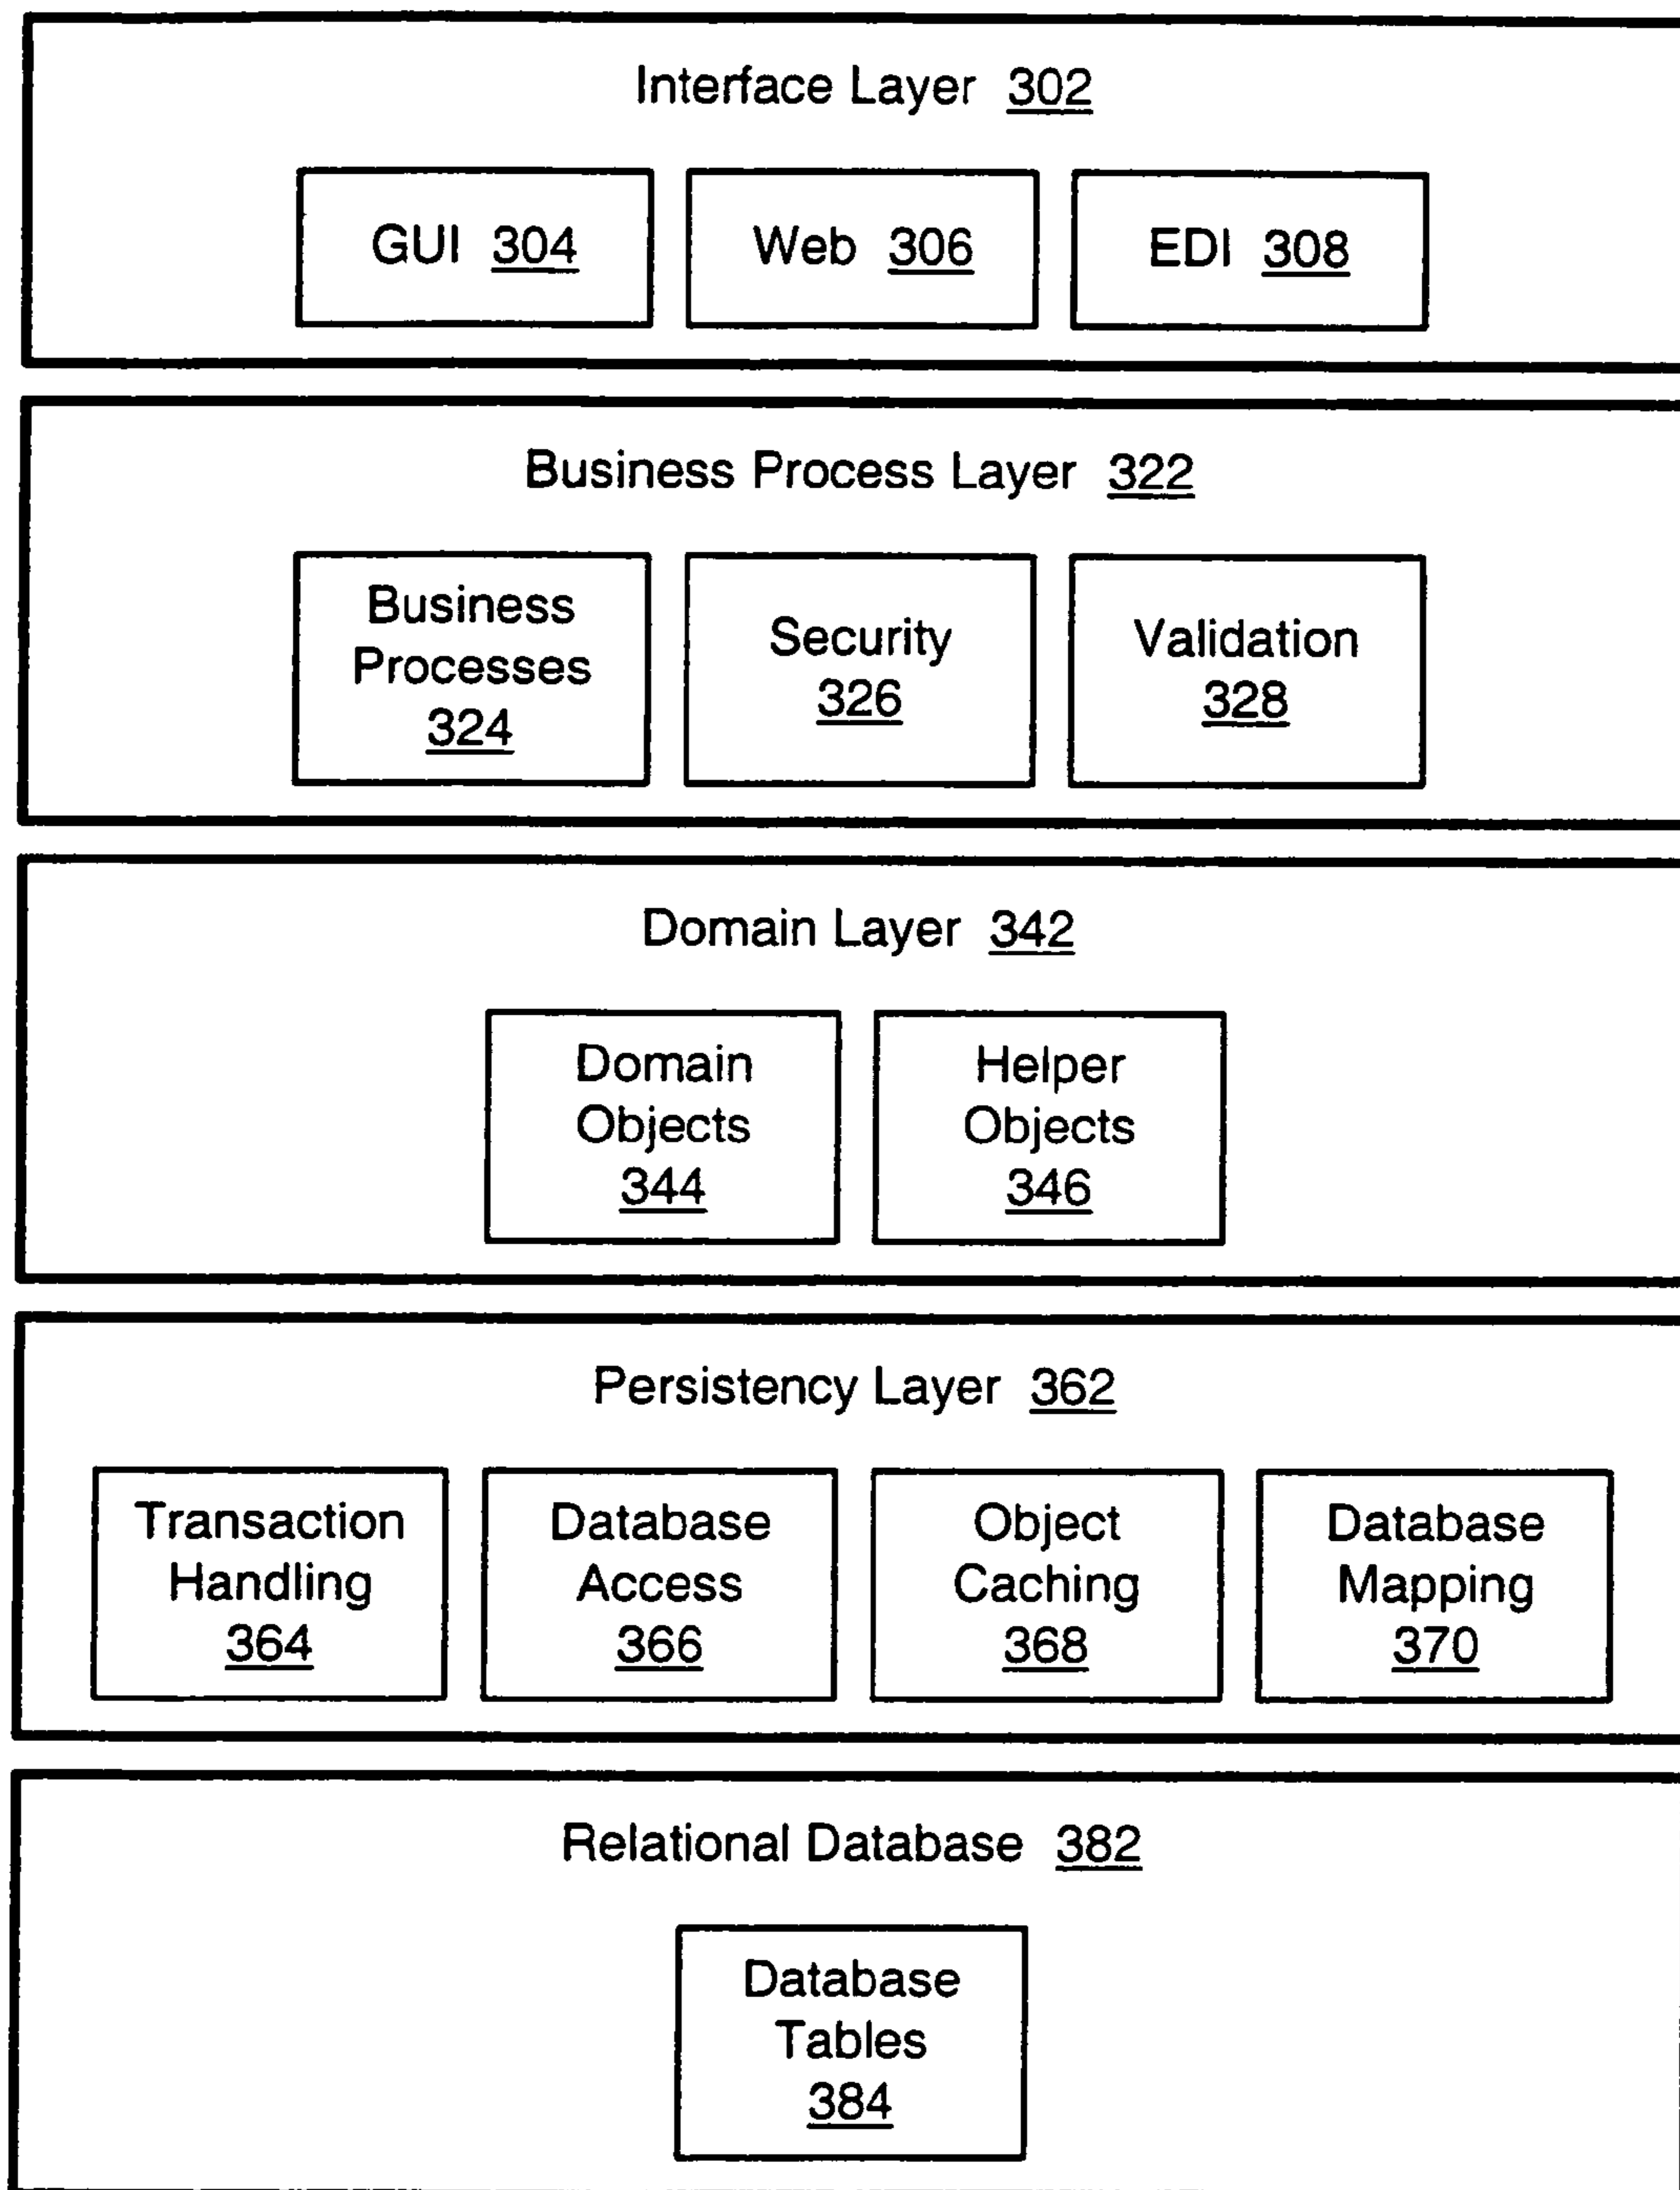 Interface Layer 302
GUI 304
Web 306
EDI 308
Business Process Layer 322
Business
Processes
324
Security
326
Validation
328
Domain Layer 342
Domain
Objects
344
Helper
Objects
346
Persistency Layer 362
Transaction
Handling
364
Database
Access
366
Object
Caching
368
Database
Mapping
370
Relational Database 382
Database
Tables
384